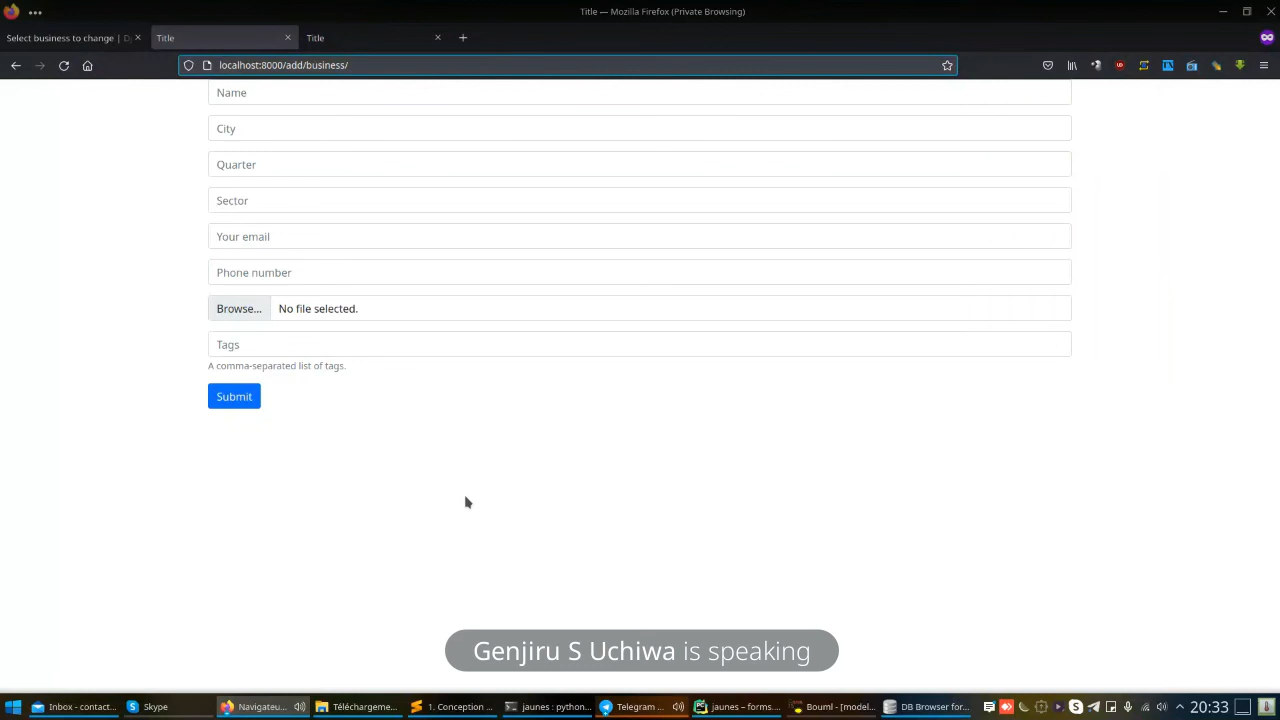 Title — Mozilla Firefox (Private Browsing)
Select business to change | D
Title
Title
localhost:8000/add/business/
Name
City
Quarter
Sector
Your email
Phone number
Browse... No file selected.
Tags
A comma-separated list of tags.
Submit
Genjiru S Uchiwa is speaking
Inbox - contact...
Skype
Navigateu...
Téléchargeme...
1. Conception ...
jaunes : python...
Telegram ...
jaunes – forms....
Bouml - [model...
DB Browser for...
20:33